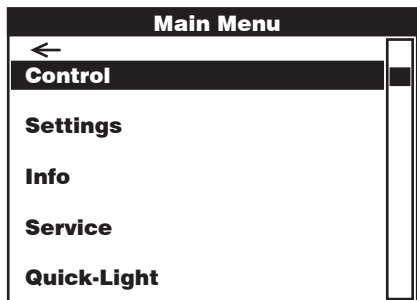 Main Menu
←
Control
Settings
Info
Service
Quick-Light